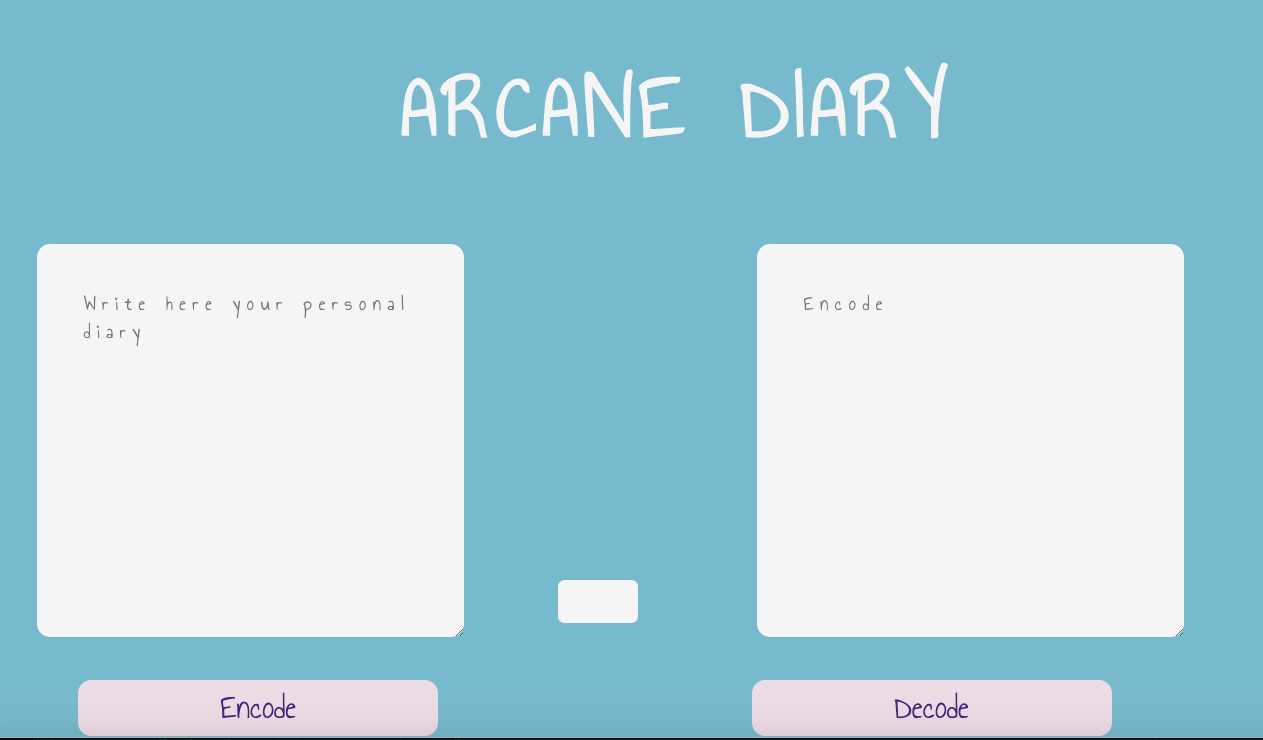 ARCANE DIARY
Write here your personal
diary
Encode
Encode
Decode